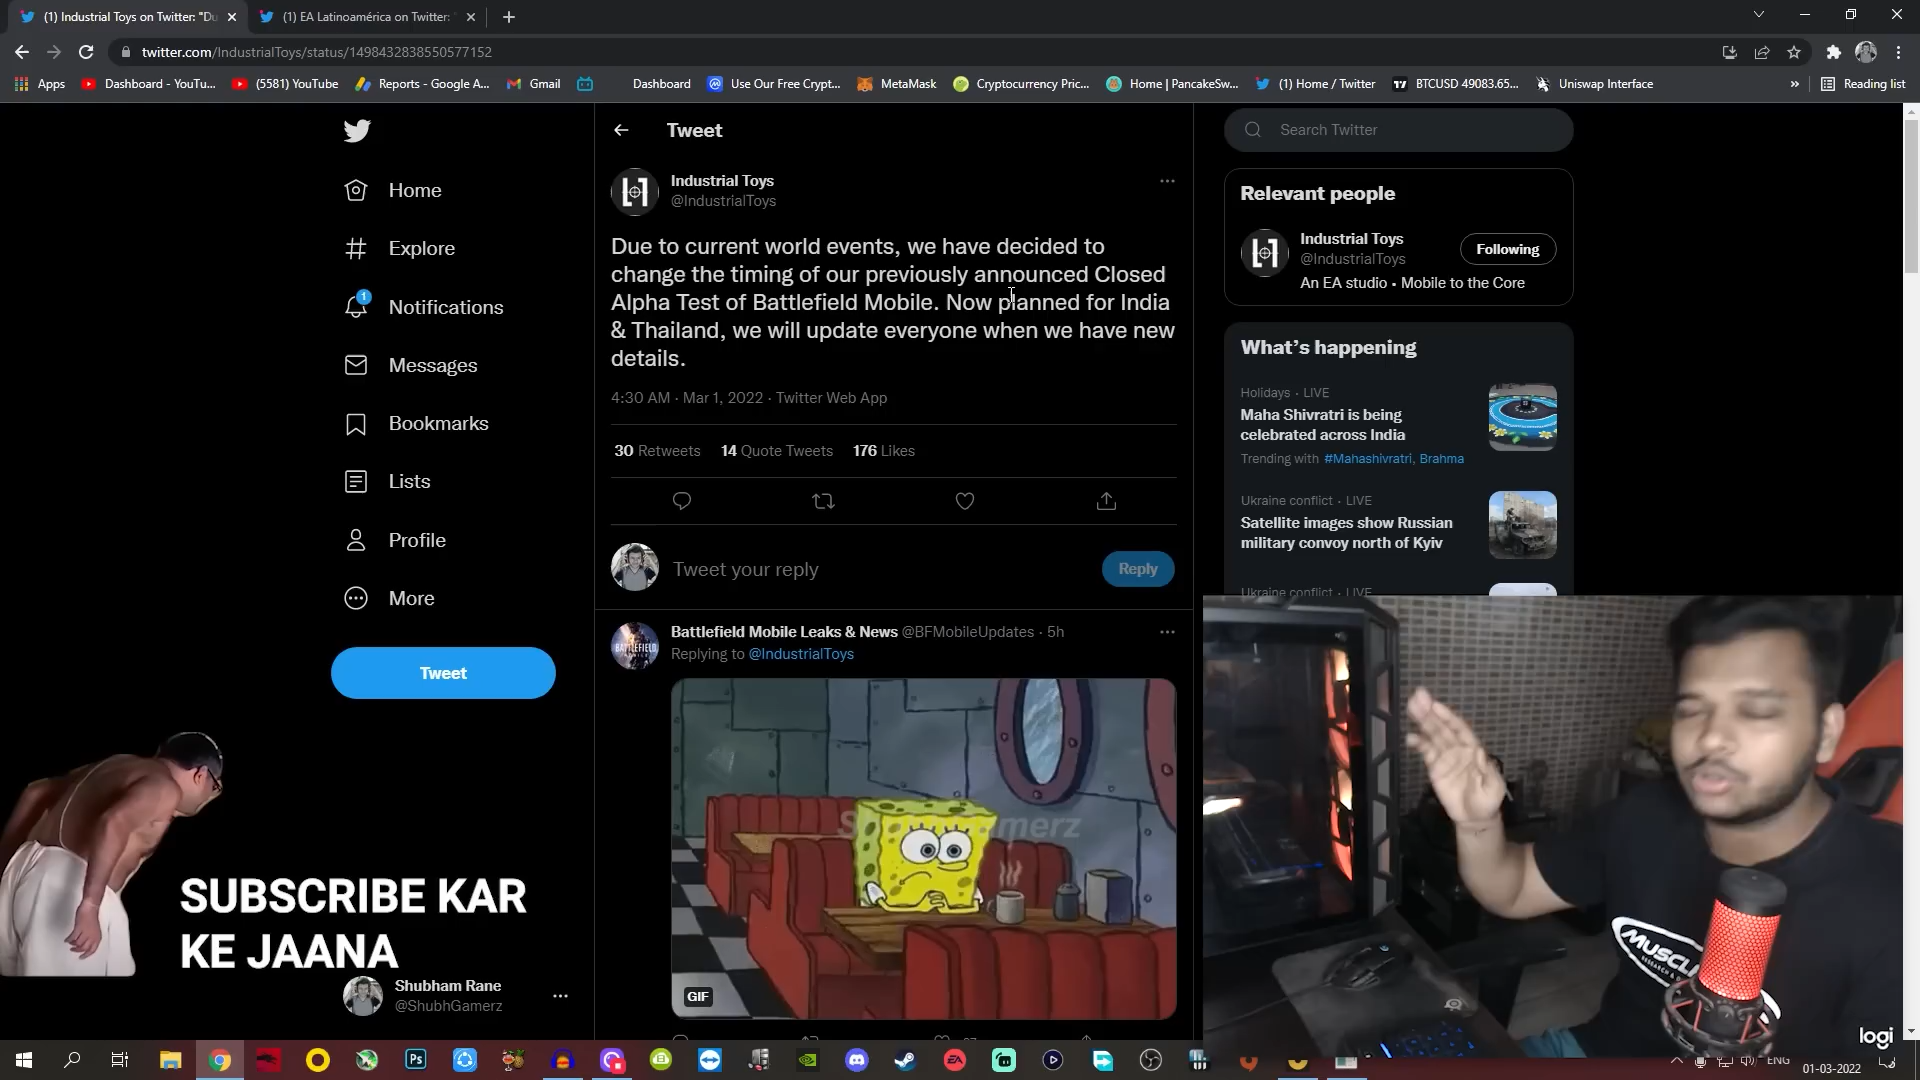 (1) Industrial Toys on Twitter: "Du
(1) EA Latinoamérica on Twitter:
twitter.com/IndustrialToys/status/1498432838550577152
Apps
Dashboard - YouTu...
(5581) YouTube
Reports - Google A...
Gmail
Dashboard
Use Our Free Crypt...
MetaMask
Cryptocurrency Pric...
Home | PancakeSw...
(1) Home / Twitter
BTCUSD 49083.65...
Uniswap Interface
»
Reading list
Home
Explore
1
Notifications
Messages
Bookmarks
Lists
Profile
More
Tweet
SUBSCRIBE KAR
KE JAANA
Shubham Rane
@ShubhGamerz
Tweet
Industrial Toys
@IndustrialToys
Due to current world events, we have decided to
change the timing of our previously announced Closed
Alpha Test of Battlefield Mobile. Now planned for India
& Thailand, we will update everyone when we have new
details.
4:30 AM · Mar 1, 2022 · Twitter Web App
30 Retweets 14 Quote Tweets 176 Likes
Tweet your reply
Reply
Battlefield Mobile Leaks & News @BFMobileUpdates · 5h
Replying to @IndustrialToys
GIF
Search Twitter
Relevant people
Industrial Toys
@IndustrialToys
Following
An EA studio • Mobile to the Core
What's happening
Holidays · LIVE
Maha Shivratri is being
celebrated across India
Trending with #Mahashivratri, Brahma
Ukraine conflict · LIVE
Satellite images show Russian
military convoy north of Kyiv
Ukraine conflict · LIVE
MUSCLE
logi
Ps
EA
ENG
01-03-2022